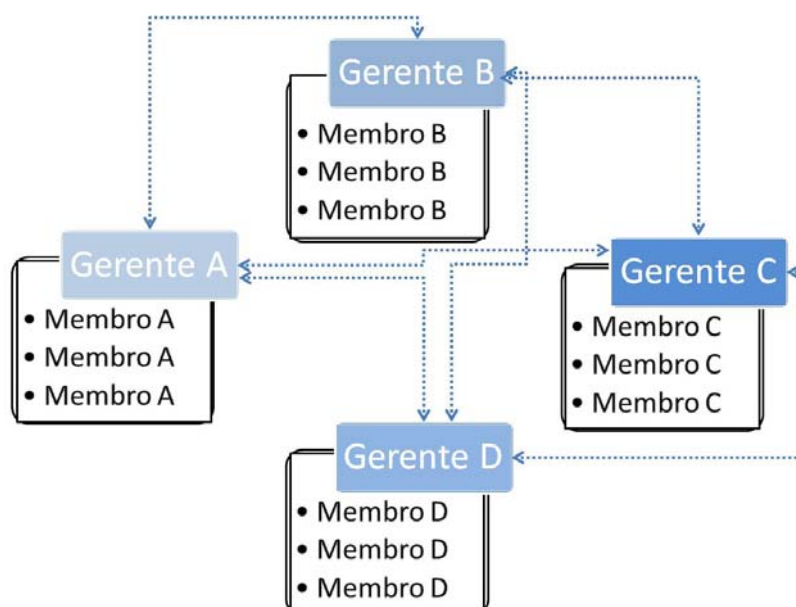 Gerente B
• Membro B
• Membro B
• Membro B
Gerente A
• Membro A
• Membro A
• Membro A
Gerente C
• Membro C
• Membro C
• Membro C
Gerente D
• Membro D
• Membro D
• Membro D